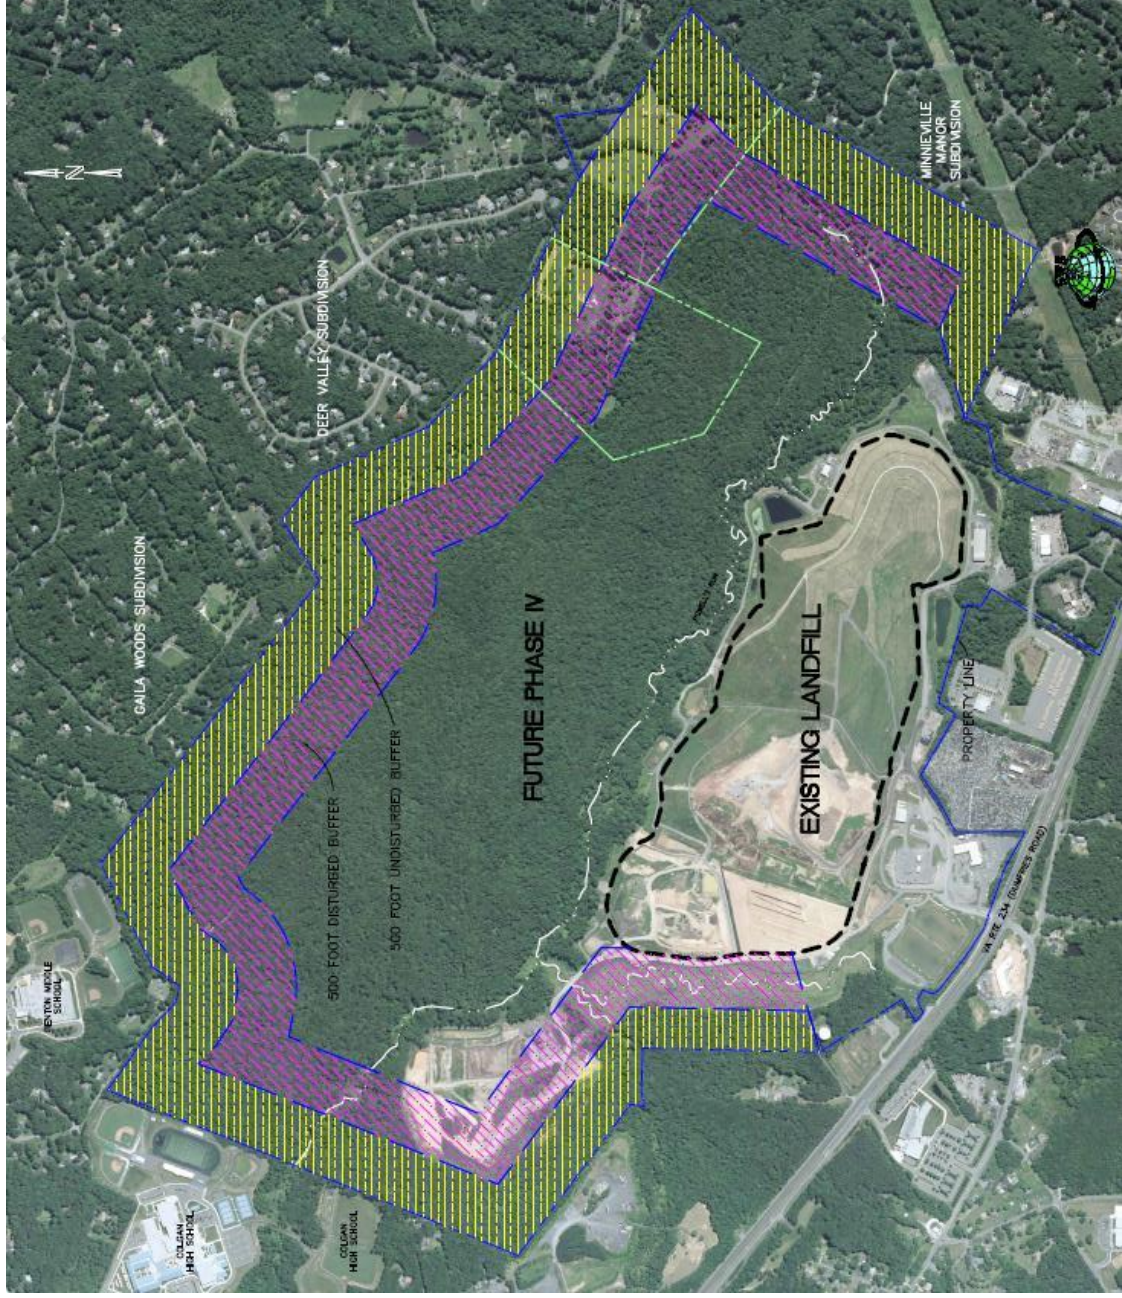 N
MINNIEVILLE
MANOR
SUBDIVISION
DEER VALLEY SUBDIVISION
GAILA WOODS SUBDIVISION
500 FOOT DISTURBED BUFFER
500 FOOT UNDISTURBED BUFFER
FUTURE PHASE IV
EXISTING LANDFILL
PROPERTY LINE
VA RTE 234 (DUMFRIES ROAD)
BENTON MIDDLE
SCHOOL
COLGAN
HIGH SCHOOL
COLGAN
HIGH SCHOOL